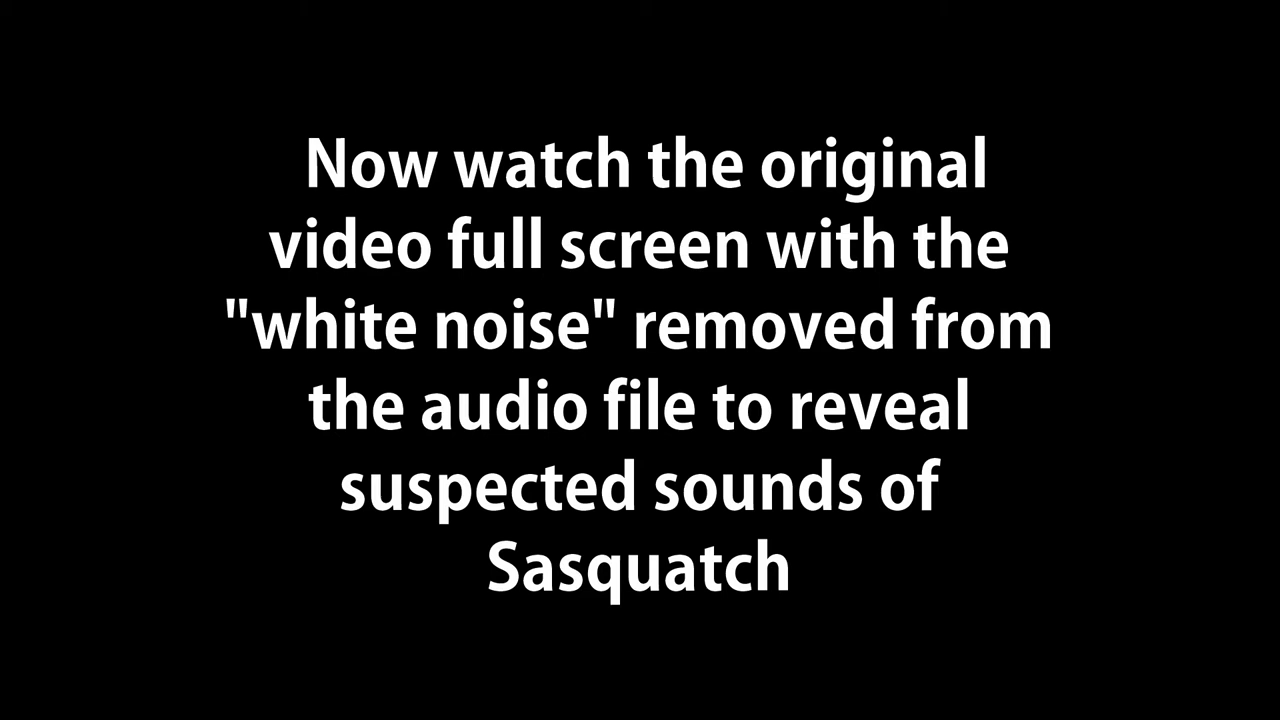 Now watch the original
video full screen with the
"white noise" removed from
the audio file to reveal
suspected sounds of
Sasquatch